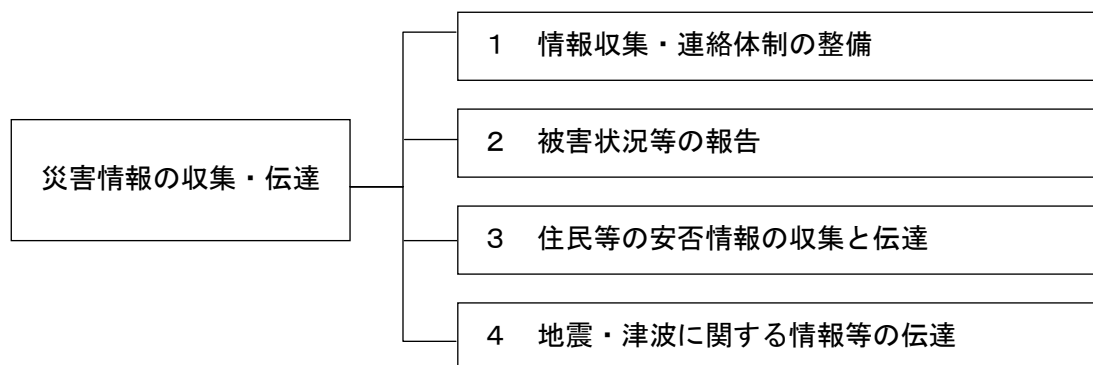 災害情報の収集・伝達
１　情報収集・連絡体制の整備
２　被害状況等の報告
３　住民等の安否情報の収集と伝達
４　地震・津波に関する情報等の伝達